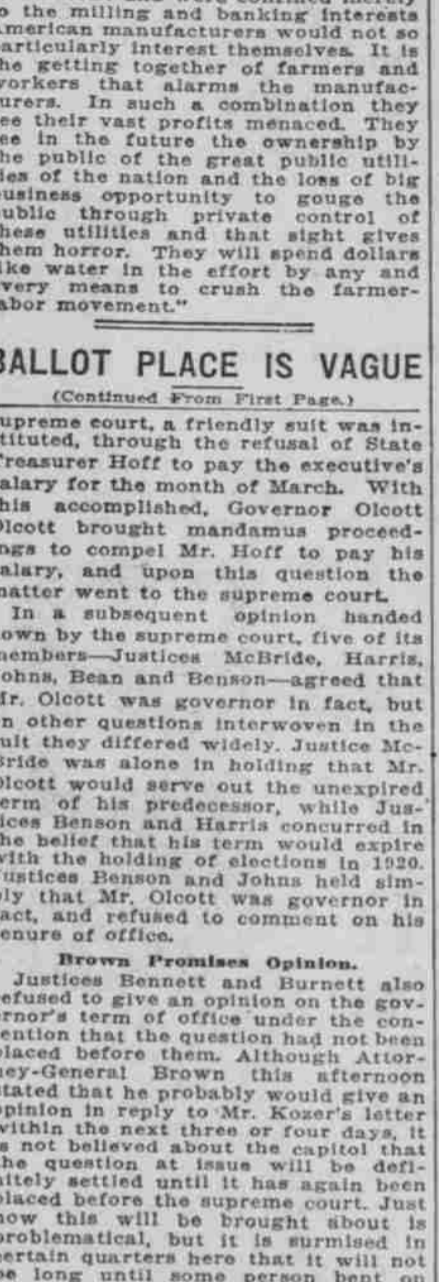 o the milling and banking interests
American manufacturers would not so
particularly interest themselves. It is
he getting together of farmers and
workers that alarms the manufac-
urers. In such a combination they
ee their vast profits menaced. They
ee in the future the ownership by
he public of the great public utili-
ies of the nation and the loss of big
business opportunity to gouge the
public through private control of
hese utilities and that sight gives
hem horror. They will spend dollars
ike water in the effort by any and
very means to crush the farmer-
abor movement."
BALLOT PLACE IS VAGUE
(Continued From First Page.)
upreme court, a friendly suit was in-
tituted, through the refusal of State
Treasurer Hoff to pay the executive's
alary for the month of March. With
his accomplished, Governor Olcott
Olcott brought mandamus proceed-
ngs to compel Mr. Hoff to pay his
alary, and upon this question the
matter went to the supreme court.
In a subsequent opinion handed
own by the supreme court, five of its
members—Justices McBride, Harris,
Johns, Bean and Benson—agreed that
Mr. Olcott was governor in fact, but
n other questions interwoven in the
uit they differed widely. Justice Mc-
Bride was alone in holding that Mr.
Olcott would serve out the unexpired
erm of his predecessor, while Jus-
ices Benson and Harris concurred in
he belief that his term would expire
with the holding of elections in 1920.
Justices Benson and Johns held sim-
ply that Mr. Olcott was governor in
act, and refused to comment on his
enure of office.
Brown Promises Opinion.
Justices Bennett and Burnett also
refused to give an opinion on the gov-
rnor's term of office under the con-
ention that the question had not been
placed before them. Although Attor-
ney-General Brown this afternoon
stated that he probably would give an
opinion in reply to Mr. Kozer's letter
within the next three or four days, it
s not believed about the capitol that
he question at issue will be defi-
nitely settled until it has again been
placed before the supreme court. Just
how this will be brought about is
problematical, but it is surmised in
certain quarters here that it will not
be long until some person, based on